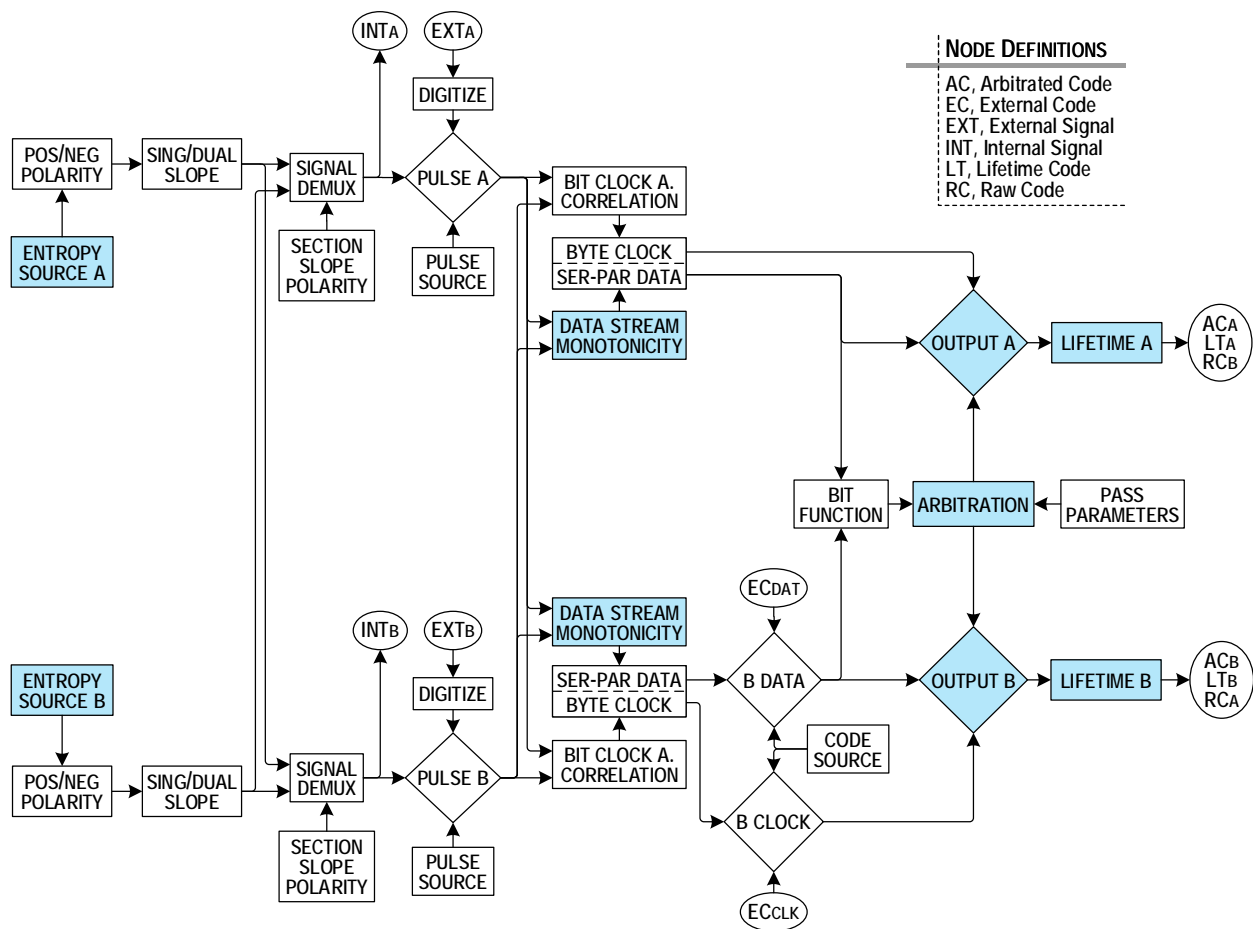 INTA
EXTA
NODE DEFINITIONS
AC, Arbitrated Code
EC, External Code
EXT, External Signal
INT, Internal Signal
LT, Lifetime Code
RC, Raw Code
DIGITIZE
POS/NEG
POLARITY
SING/DUAL
SLOPE
SIGNAL
DEMUX
PULSE A
BIT CLOCK A.
CORRELATION
ENTROPY
SOURCE A
SECTION
SLOPE
POLARITY
PULSE
SOURCE
BYTE CLOCK
SER-PAR DATA
DATA STREAM
MONOTONICITY
OUTPUT A
LIFETIME A
ACA
LTA
RCB
BIT
FUNCTION
ARBITRATION
PASS
PARAMETERS
INTB
EXTB
DATA STREAM
MONOTONICITY
ECDAT
ENTROPY
SOURCE B
DIGITIZE
SER-PAR DATA
BYTE CLOCK
B DATA
OUTPUT B
LIFETIME B
ACB
LTB
RCA
POS/NEG
POLARITY
SING/DUAL
SLOPE
SIGNAL
DEMUX
PULSE B
BIT CLOCK A.
CORRELATION
CODE
SOURCE
B CLOCK
SECTION
SLOPE
POLARITY
PULSE
SOURCE
ECCLK